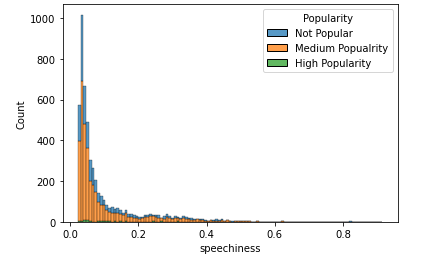 Popularity
Not Popular
Medium Popualrity
High Popularity
Count
1000
800
600
400
200
0
0.0 0.2 0.4 0.6 0.8
speechiness